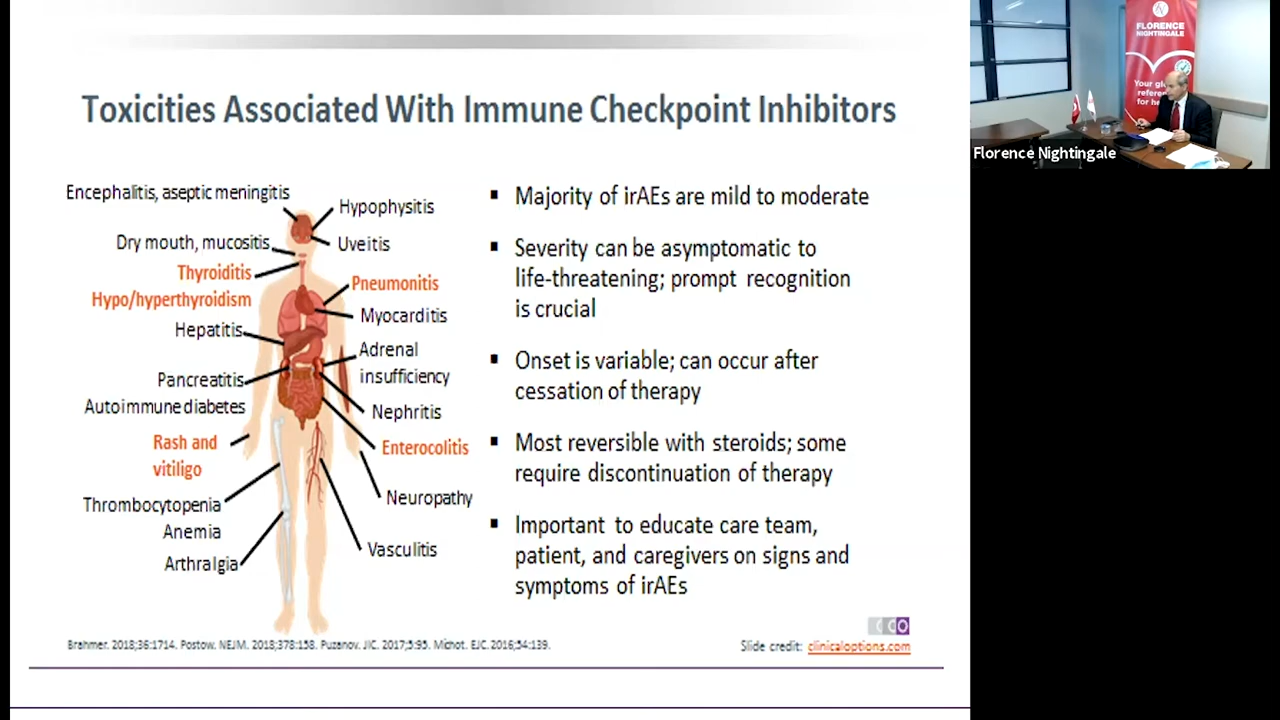 Toxicities Associated With Immune Checkpoint Inhibitors
Encephalitis, aseptic meningitis
Hypophysitis
Dry mouth, mucositis
Uveitis
Thyroiditis
Hypo/hyperthyroidism
Pneumonitis
Myocarditis
Hepatitis
Adrenal
insufficiency
Pancreatitis
Autoimmune diabetes
Nephritis
Rash and
vitiligo
Enterocolitis
Thrombocytopenia
Anemia
Neuropathy
Arthralgia
Vasculitis
▪ Majority of irAEs are mild to moderate
▪ Severity can be asymptomatic to
life-threatening; prompt recognition
is crucial
▪ Onset is variable; can occur after
cessation of therapy
▪ Most reversible with steroids; some
require discontinuation of therapy
▪ Important to educate care team,
patient, and caregivers on signs and
symptoms of irAEs
Brahmer. 2018;36:1714. Postow. NEJM. 2018;378:158. Puzanov. JIC. 2017;5:95. Michot. EJC. 2016;54:139.
CCO
Slide credit: clinicaloptions.com
FLORENCE
NIGHTINGALE
Florence Nightingale